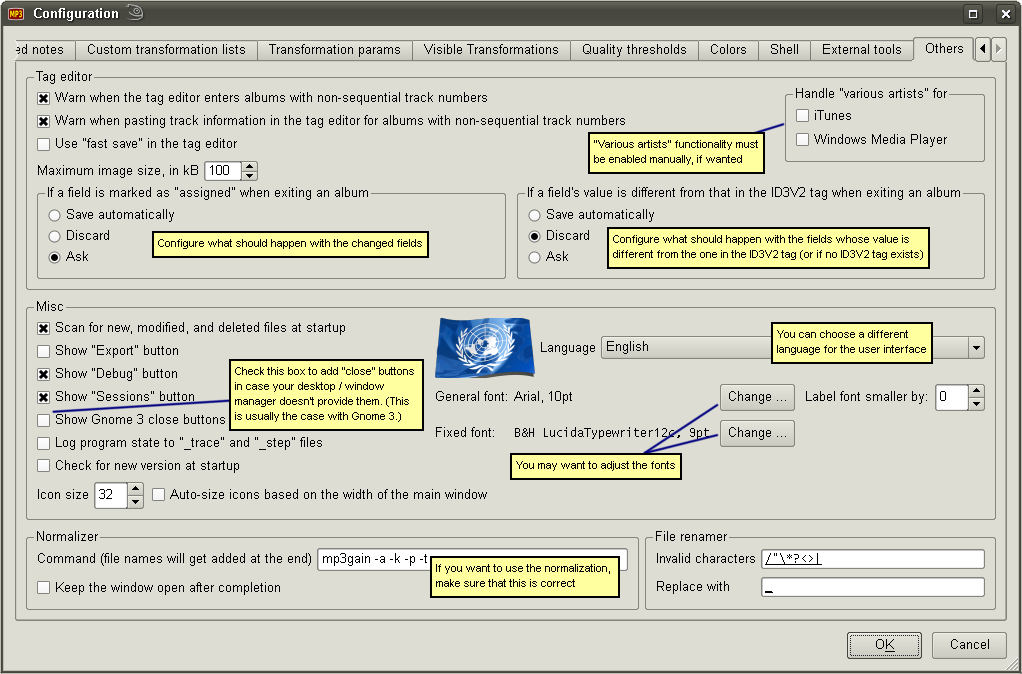 MP3 Configuration
ed notes Custom transformation lists Transformation params Visible Transformations Quality thresholds Colors Shell External tools Others
Tag editor
Warn when the tag editor enters albums with non-sequential track numbers
Warn when pasting track information in the tag editor for albums with non-sequential track numbers
Use "fast save" in the tag editor
Maximum image size, in kB 100
Handle "various artists" for
iTunes
Windows Media Player
"Various artists" functionality must
be enabled manually, if wanted
If a field is marked as "assigned" when exiting an album
Save automatically
Discard
Ask
Configure what should happen with the changed fields
If a field's value is different from that in the ID3V2 tag when exiting an album
Save automatically
Discard
Ask
Configure what should happen with the fields whose value is
different from the one in the ID3V2 tag (or if no ID3V2 tag exists)
Misc
Scan for new, modified, and deleted files at startup
Show "Export" button
Show "Debug" button
Show "Sessions" button
Show Gnome 3 close buttons
Log program state to "_trace" and "_step" files
Check for new version at startup
Icon size 32 Auto-size icons based on the width of the main window
Check this box to add "close" buttons
in case your desktop / window
manager doesn't provide them. (This
is usually the case with Gnome 3.)
Language English
You can choose a different
language for the user interface
General font: Arial, 10pt Change ... Label font smaller by: 0
Fixed font: B&H LucidaTypewriter12c, 9pt Change ...
You may want to adjust the fonts
Normalizer
Command (file names will get added at the end) mp3gain -a -k -p -t
If you want to use the normalization,
make sure that this is correct
Keep the window open after completion
File renamer
Invalid characters /"\*?<>|
Replace with _
OK Cancel